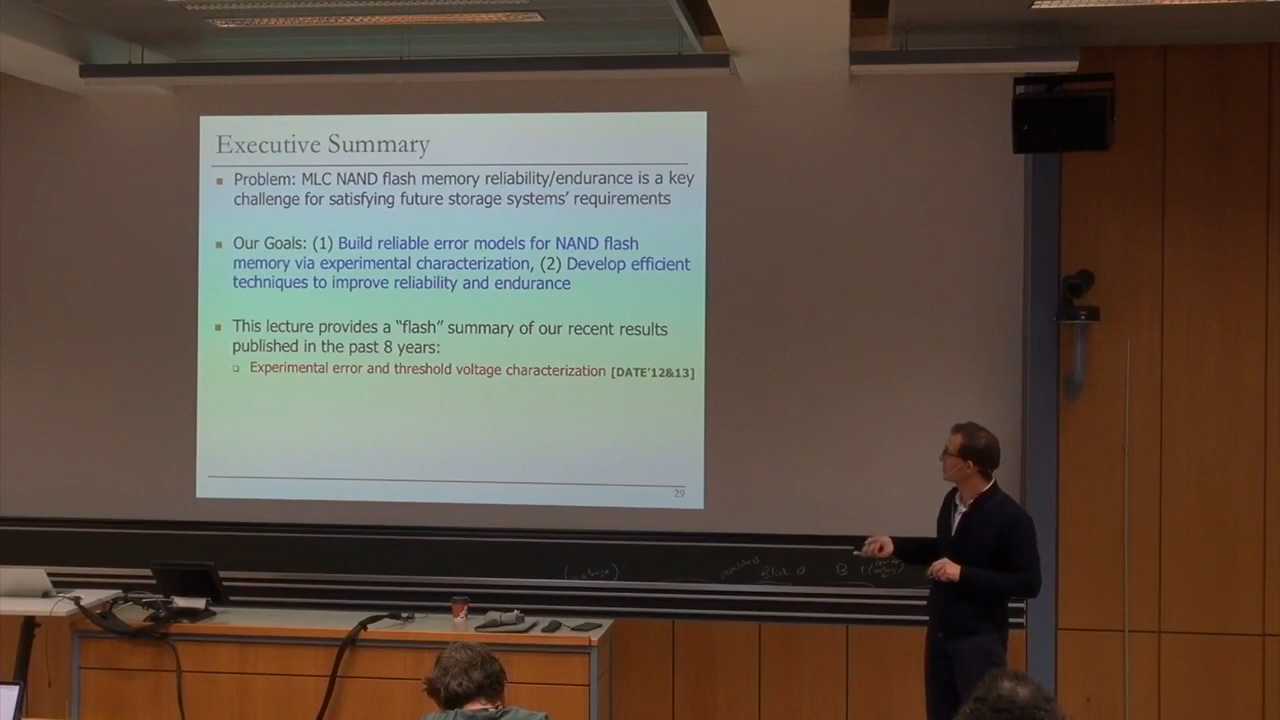 Executive Summary
Problem: MLC NAND flash memory reliability/endurance is a key
challenge for satisfying future storage systems' requirements
Our Goals: (1) Build reliable error models for NAND flash
memory via experimental characterization, (2) Develop efficient
techniques to improve reliability and endurance
This lecture provides a “flash” summary of our recent results
published in the past 8 years:
Experimental error and threshold voltage characterization [DATE'12&13]
29
Block 0 B 1